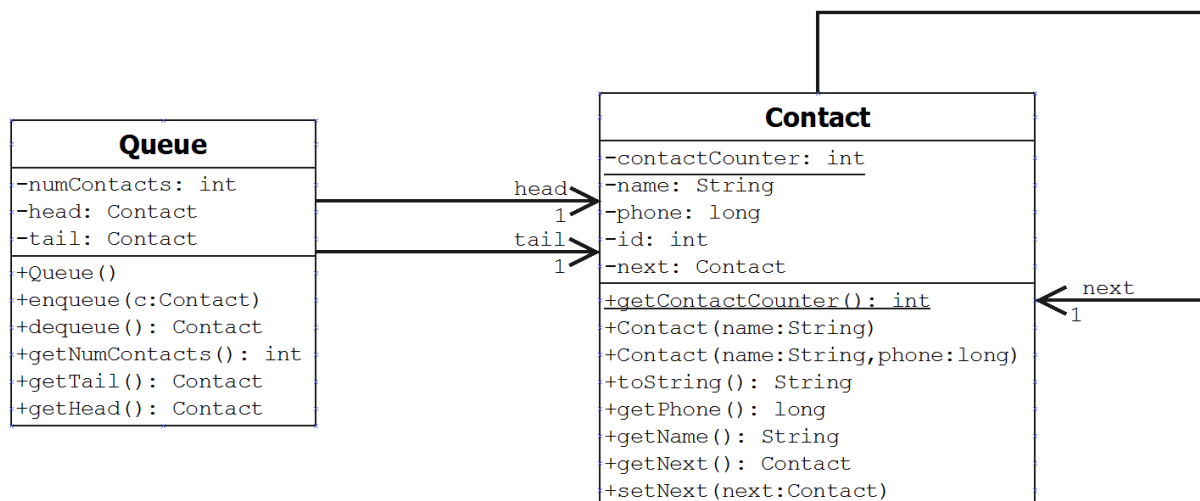 Queue
-numContacts: int
-head: Contact
-tail: Contact
+Queue()
+enqueue(c:Contact)
+dequeue(): Contact
+getNumContacts(): int
+getTail(): Contact
+getHead(): Contact
head
1
tail
1
Contact
-contactCounter: int
-name: String
-phone: long
-id: int
-next: Contact
+getContactCounter(): int
+Contact(name:String)
+Contact(name:String,phone:long)
+toString(): String
+getPhone(): long
+getName(): String
+getNext(): Contact
+setNext(next:Contact)
next
1